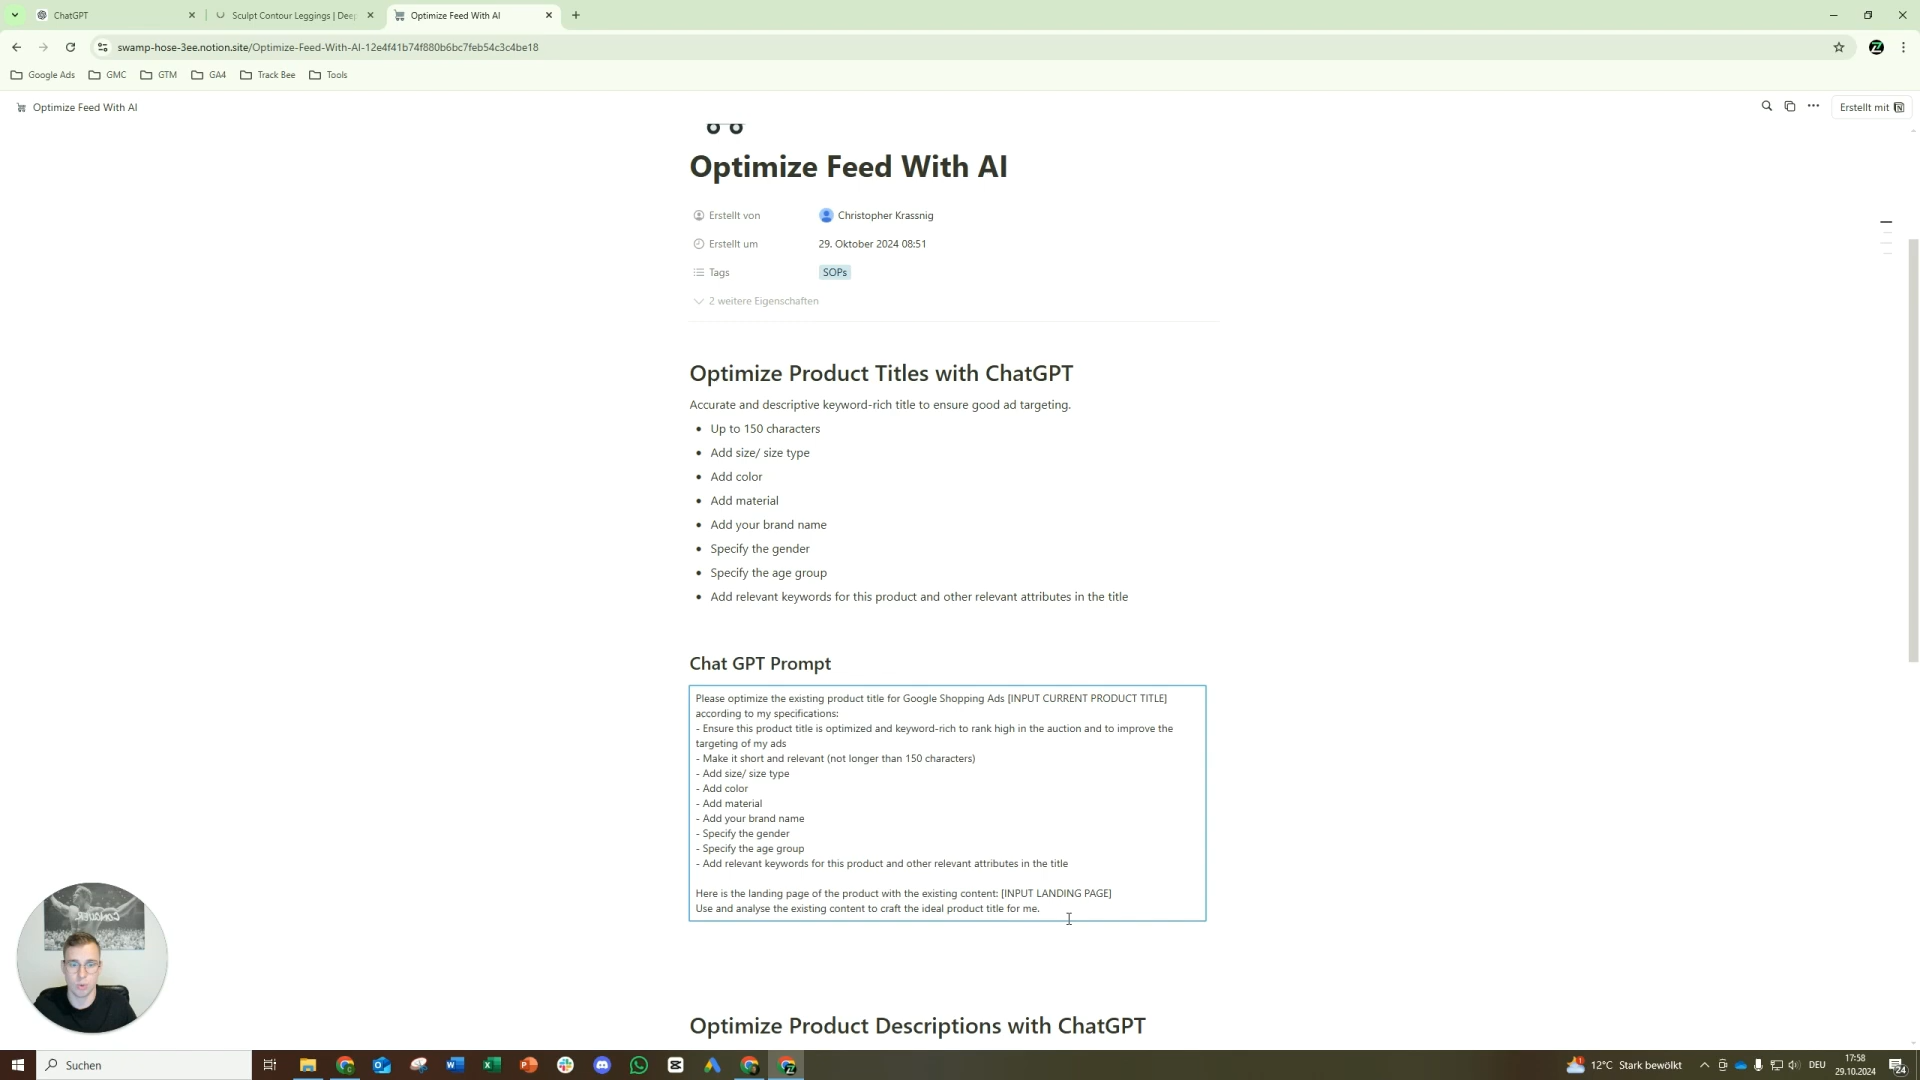 ChatGPT
Sculpt Contour Leggings | Deep
Optimize Feed With AI
swamp-hose-3ee.notion.site/Optimize-Feed-With-AI-12e4f41b74f880b6bc7feb54c3c4be18
Google Ads
GMC
GTM
GA4
Track Bee
Tools
Optimize Feed With AI
Erstellt mit
Optimize Feed With AI
Erstellt von
Christopher Krassnig
Erstellt um
29. Oktober 2024 08:51
Tags
SOPs
2 weitere Eigenschaften
Optimize Product Titles with ChatGPT
Accurate and descriptive keyword-rich title to ensure good ad targeting.
• Up to 150 characters
• Add size/ size type
• Add color
• Add material
• Add your brand name
• Specify the gender
• Specify the age group
• Add relevant keywords for this product and other relevant attributes in the title
Chat GPT Prompt
Please optimize the existing product title for Google Shopping Ads [INPUT CURRENT PRODUCT TITLE]
according to my specifications:
- Ensure this product title is optimized and keyword-rich to rank high in the auction and to improve the
targeting of my ads
- Make it short and relevant (not longer than 150 characters)
- Add size/ size type
- Add color
- Add material
- Add your brand name
- Specify the gender
- Specify the age group
- Add relevant keywords for this product and other relevant attributes in the title
Here is the landing page of the product with the existing content: [INPUT LANDING PAGE]
Use and analyse the existing content to craft the ideal product title for me.
Optimize Product Descriptions with ChatGPT
Suchen
12°C Stark bewölkt
DEU
17:58
29.10.2024
24